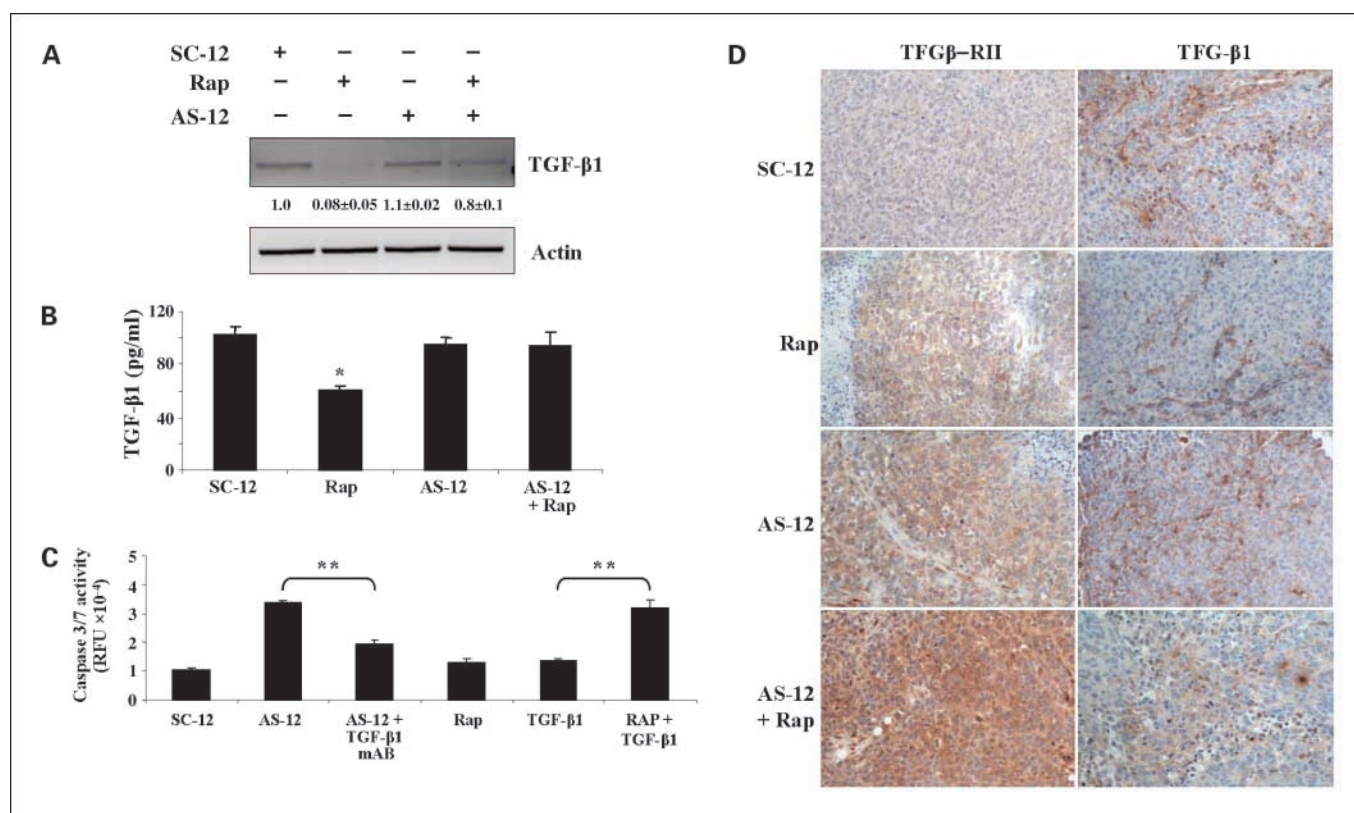 A
SC-12 + – – –
Rap – + – +
AS-12 – – + +
TGF-β1
1.0 0.08±0.05 1.1±0.02 0.8±0.1
Actin
B
TGF-β1 (pg/ml)
120
80
40
0
*
SC-12 Rap AS-12 AS-12 + Rap
C
Caspase 3/7 activity
(RFU ×10⁻⁴)
5
4
3
2
1
0
** **
SC-12 AS-12 AS-12 + TGF-β1 mAB Rap TGF-β1 RAP + TGF-β1
D
TFGβ–RII TFG-β1
SC-12
Rap
AS-12
AS-12
+ Rap